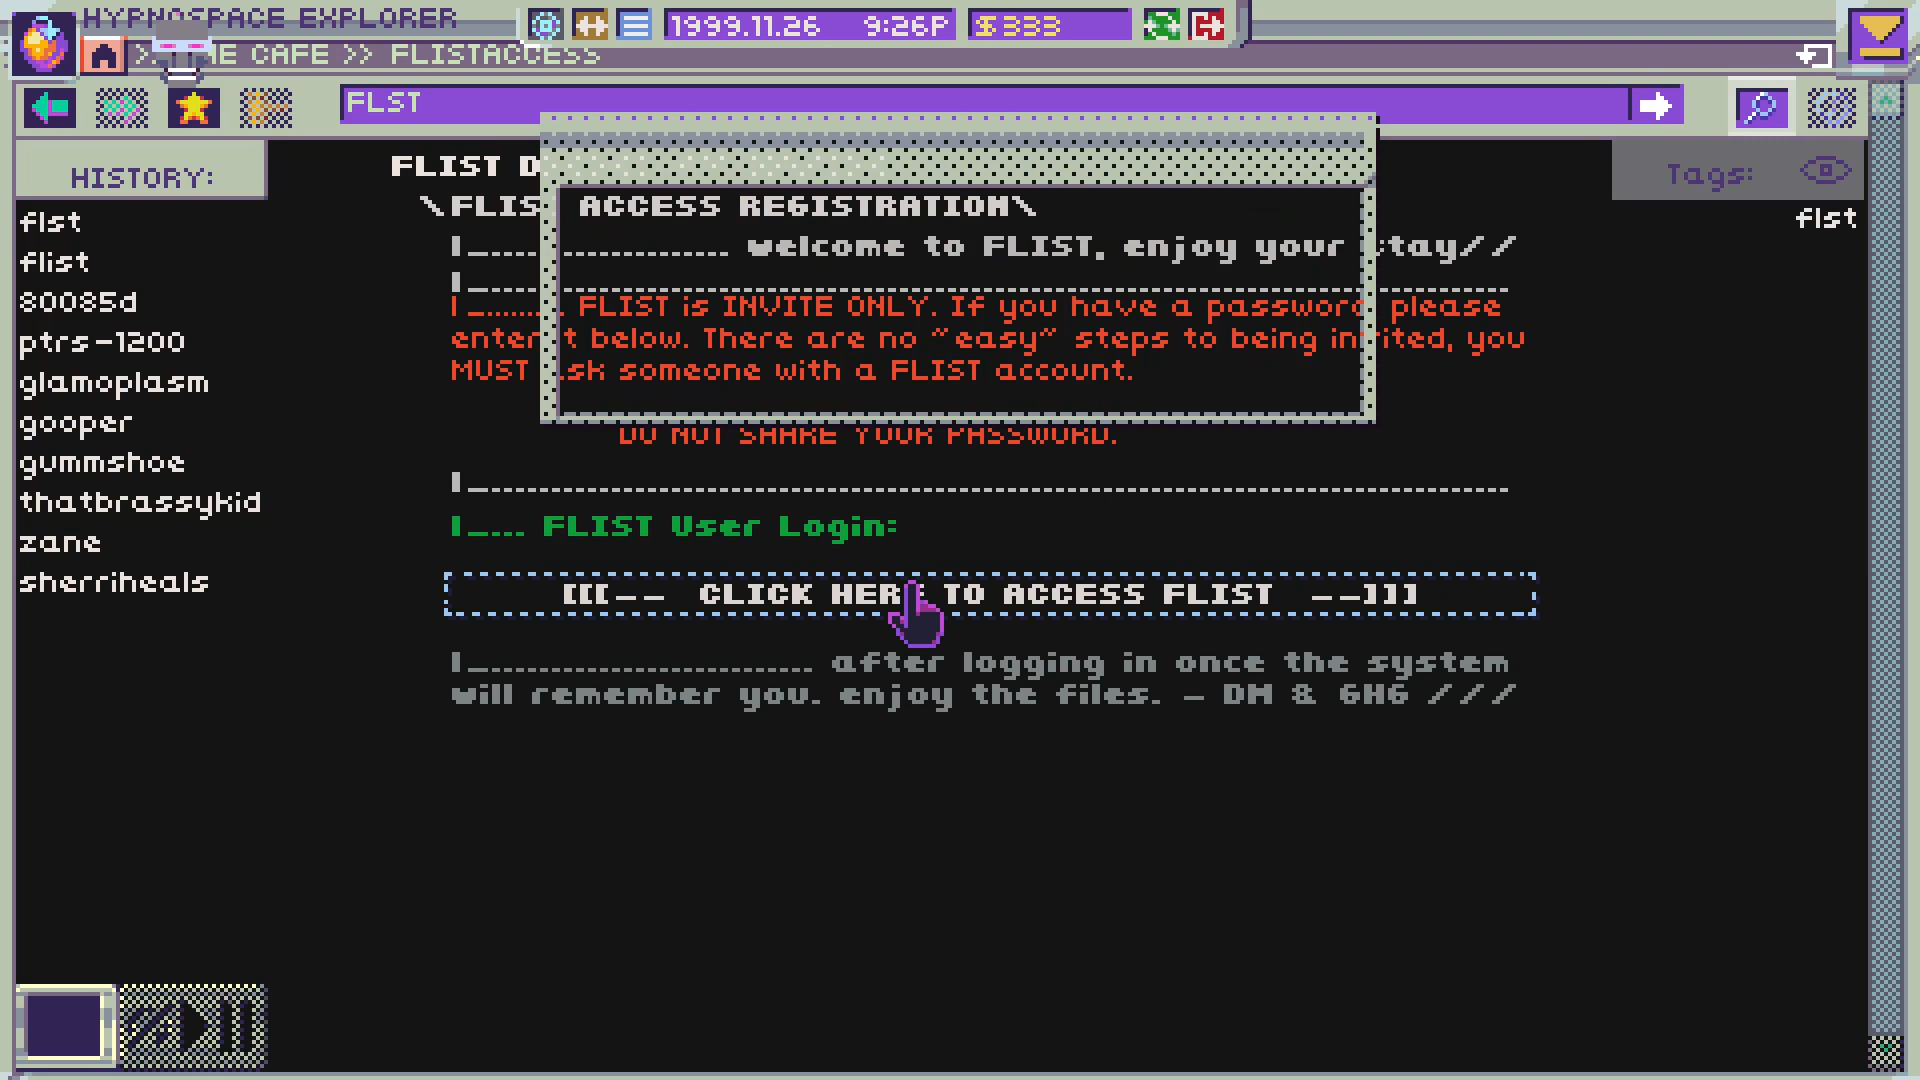 HYPNOSPACE EXPLORER
1999.11.26 9:26P $333
CAFE >> FLISTACCESS
FLST
HISTORY:
flst
flist
80085d
ptrs-1200
glamoplasm
gooper
gummshoe
thatbrassykid
zane
sherriheals
Tags:
flst
FLIST
\FLIS ACCESS REGISTRATION\
welcome to FLIST, enjoy your stay//
FLIST is INVITE ONLY. If you have a password please
enter it below. There are no "easy" steps to being invited, you
MUST ask someone with a FLIST account.
DO NOT SHARE YOUR PASSWORD.
FLIST User Login:
[[[-- CLICK HERE TO ACCESS FLIST --]]]
after logging in once the system
will remember you. enjoy the files. - DM & GHG ///